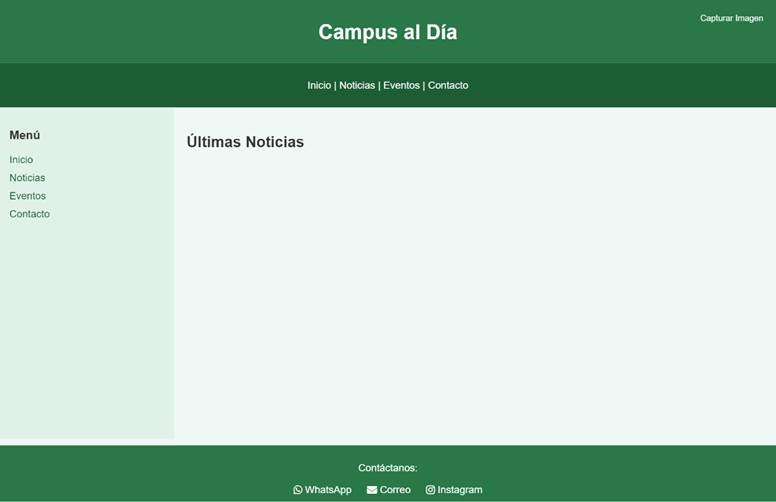 Capturar Imagen
Campus al Día
Inicio | Noticias | Eventos | Contacto
Menú
Inicio
Noticias
Eventos
Contacto
Últimas Noticias
Contáctanos:
WhatsApp Correo Instagram